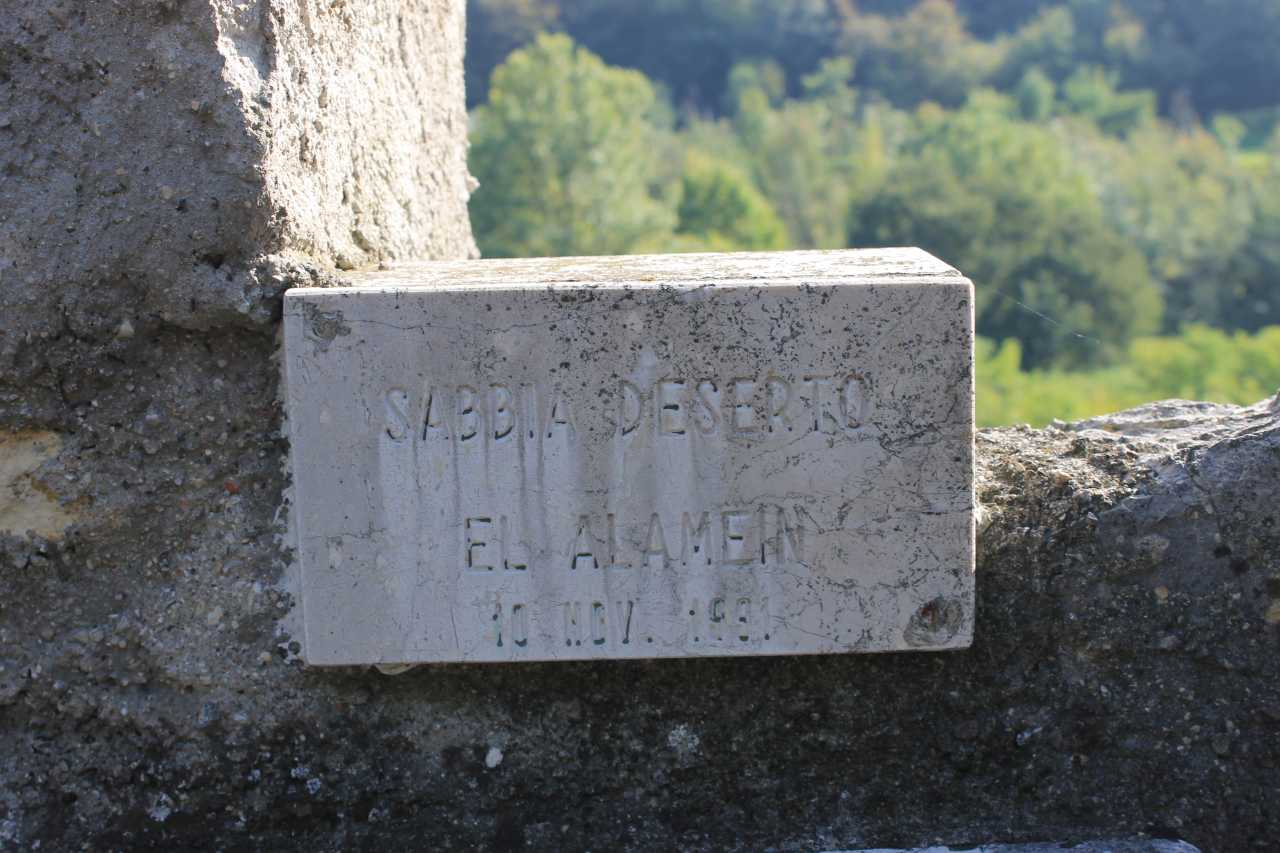 SABBIA DESERTO
EL ALAMEIN
10 NOV. 1991